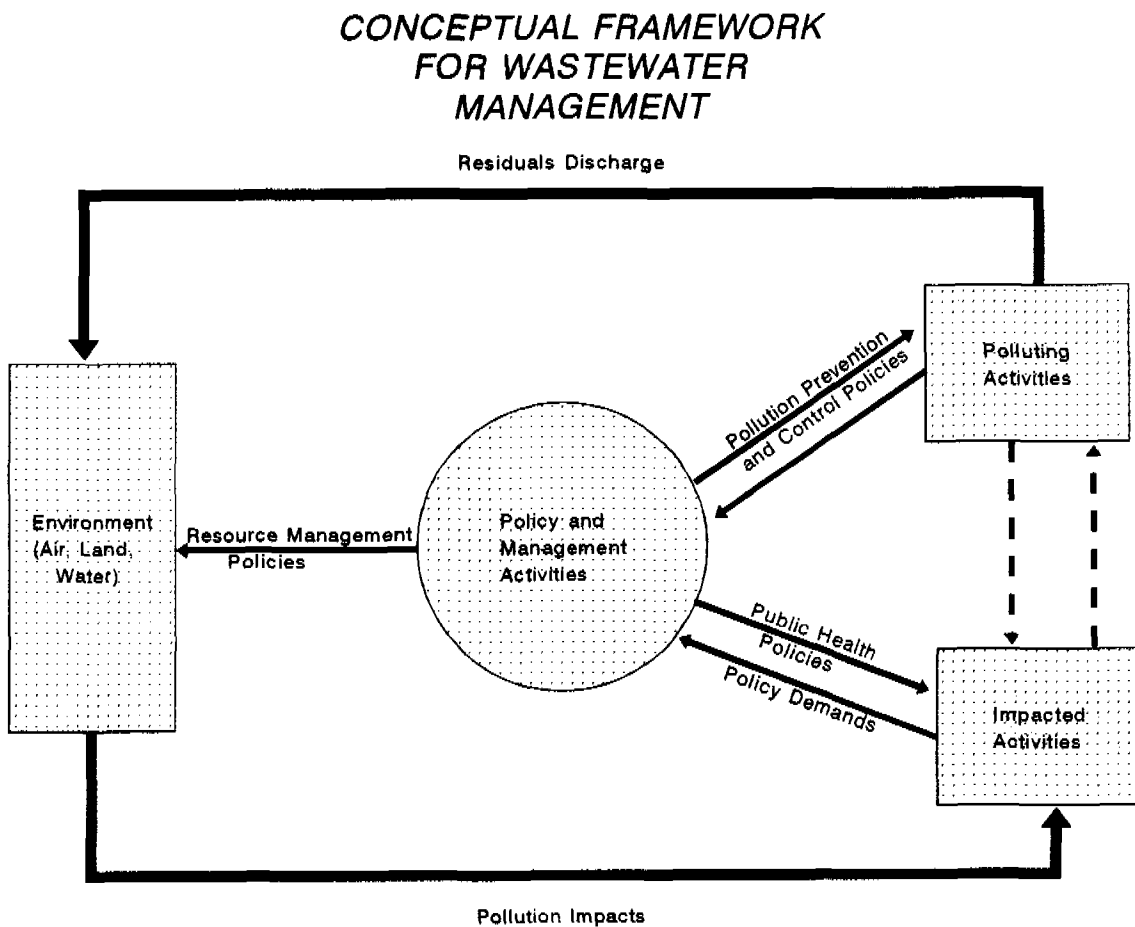 CONCEPTUAL FRAMEWORK
FOR WASTEWATER
MANAGEMENT
Residuals Discharge
Polluting
Activities
Pollution Prevention
and Control Policies
Environment
(Air, Land,
Water)
Resource Management
Policies
Policy and
Management
Activities
Public Health
Policies
Policy Demands
Impacted
Activities
Pollution Impacts